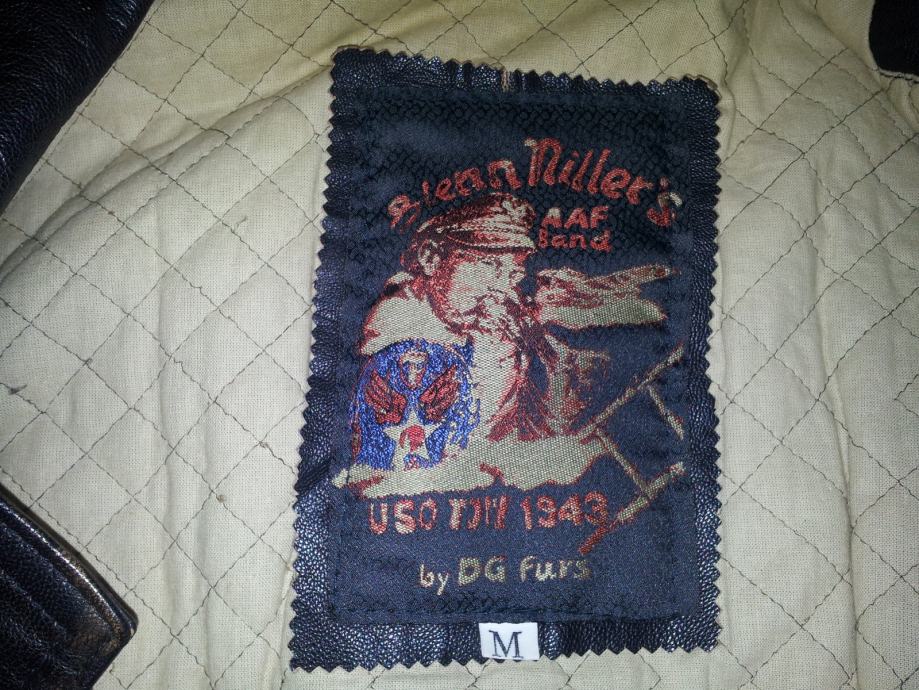 Glenn Miller's
AAF
Band
USO TOUR 1943
by DG Furs
M